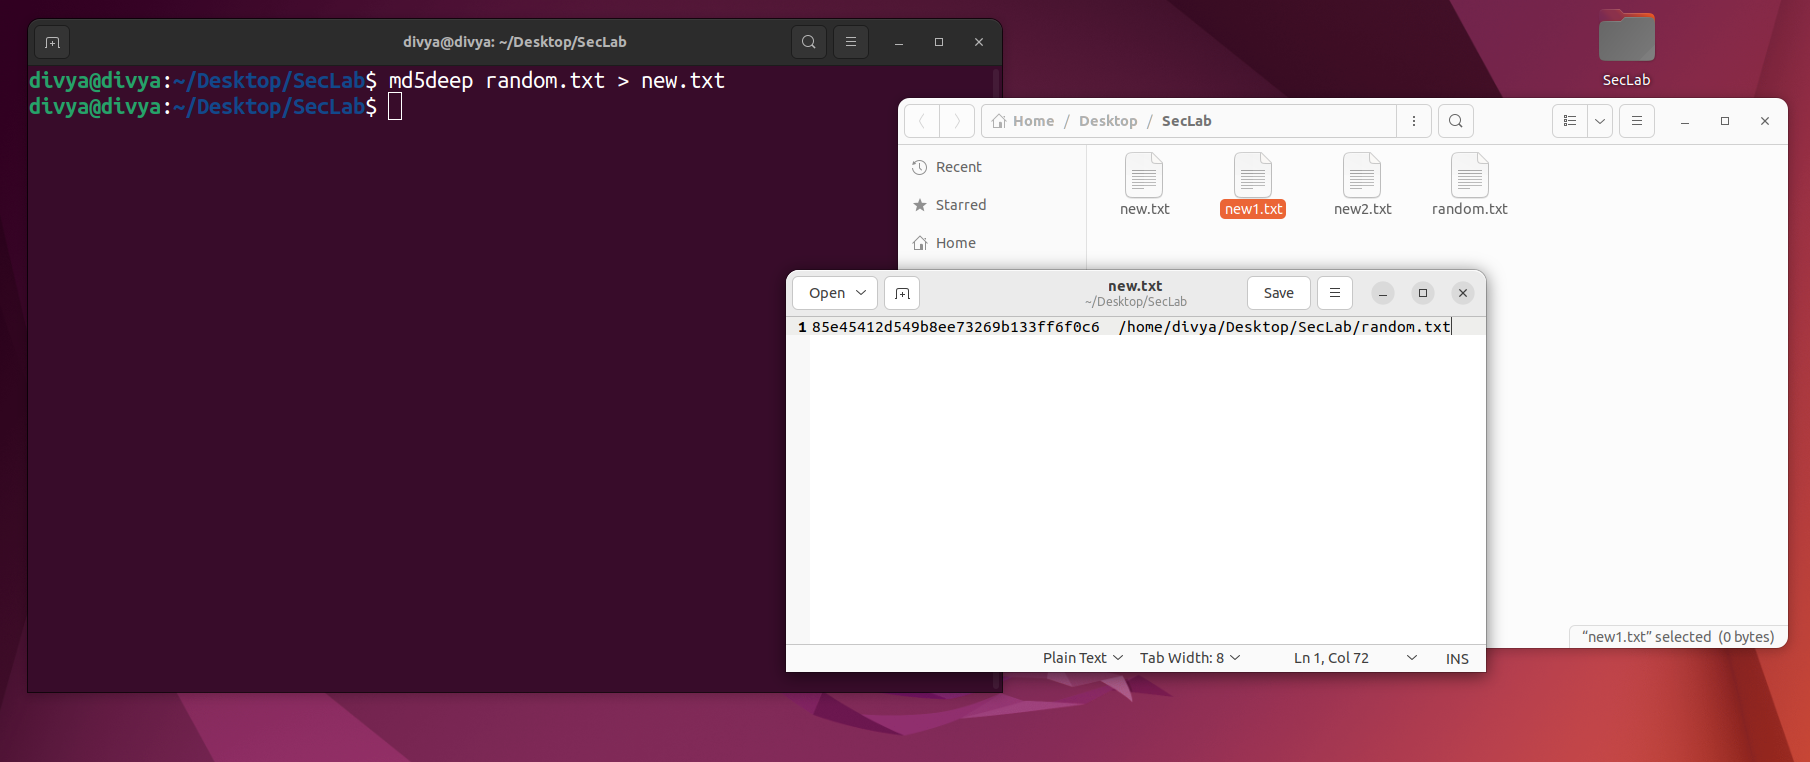 divya@divya: ~/Desktop/SecLab
divya@divya:~/Desktop/SecLab$ md5deep random.txt > new.txt
divya@divya:~/Desktop/SecLab$
SecLab
Home / Desktop / SecLab
Recent
Starred
Home
new.txt
new1.txt
new2.txt
random.txt
Open
new.txt
~/Desktop/SecLab
Save
1 85e45412d549b8ee73269b133ff6f0c6  /home/divya/Desktop/SecLab/random.txt
Plain Text
Tab Width: 8
Ln 1, Col 72
INS
“new1.txt” selected (0 bytes)